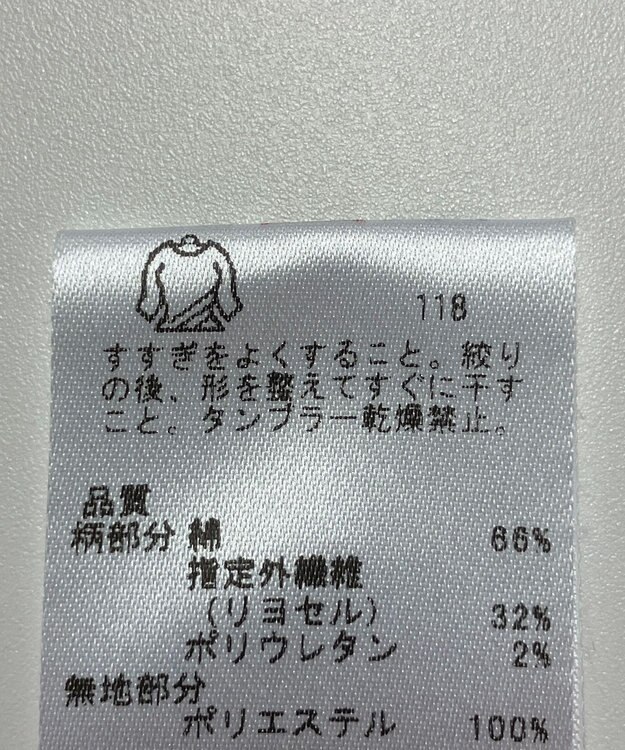 118
すすぎをよくすること。絞り
の後、形を整えてすぐに干す
こと。タンブラー乾燥禁止。
品質
柄部分 綿 66%
指定外繊維
(リヨセル) 32%
ポリウレタン 2%
無地部分
ポリエステル 100%